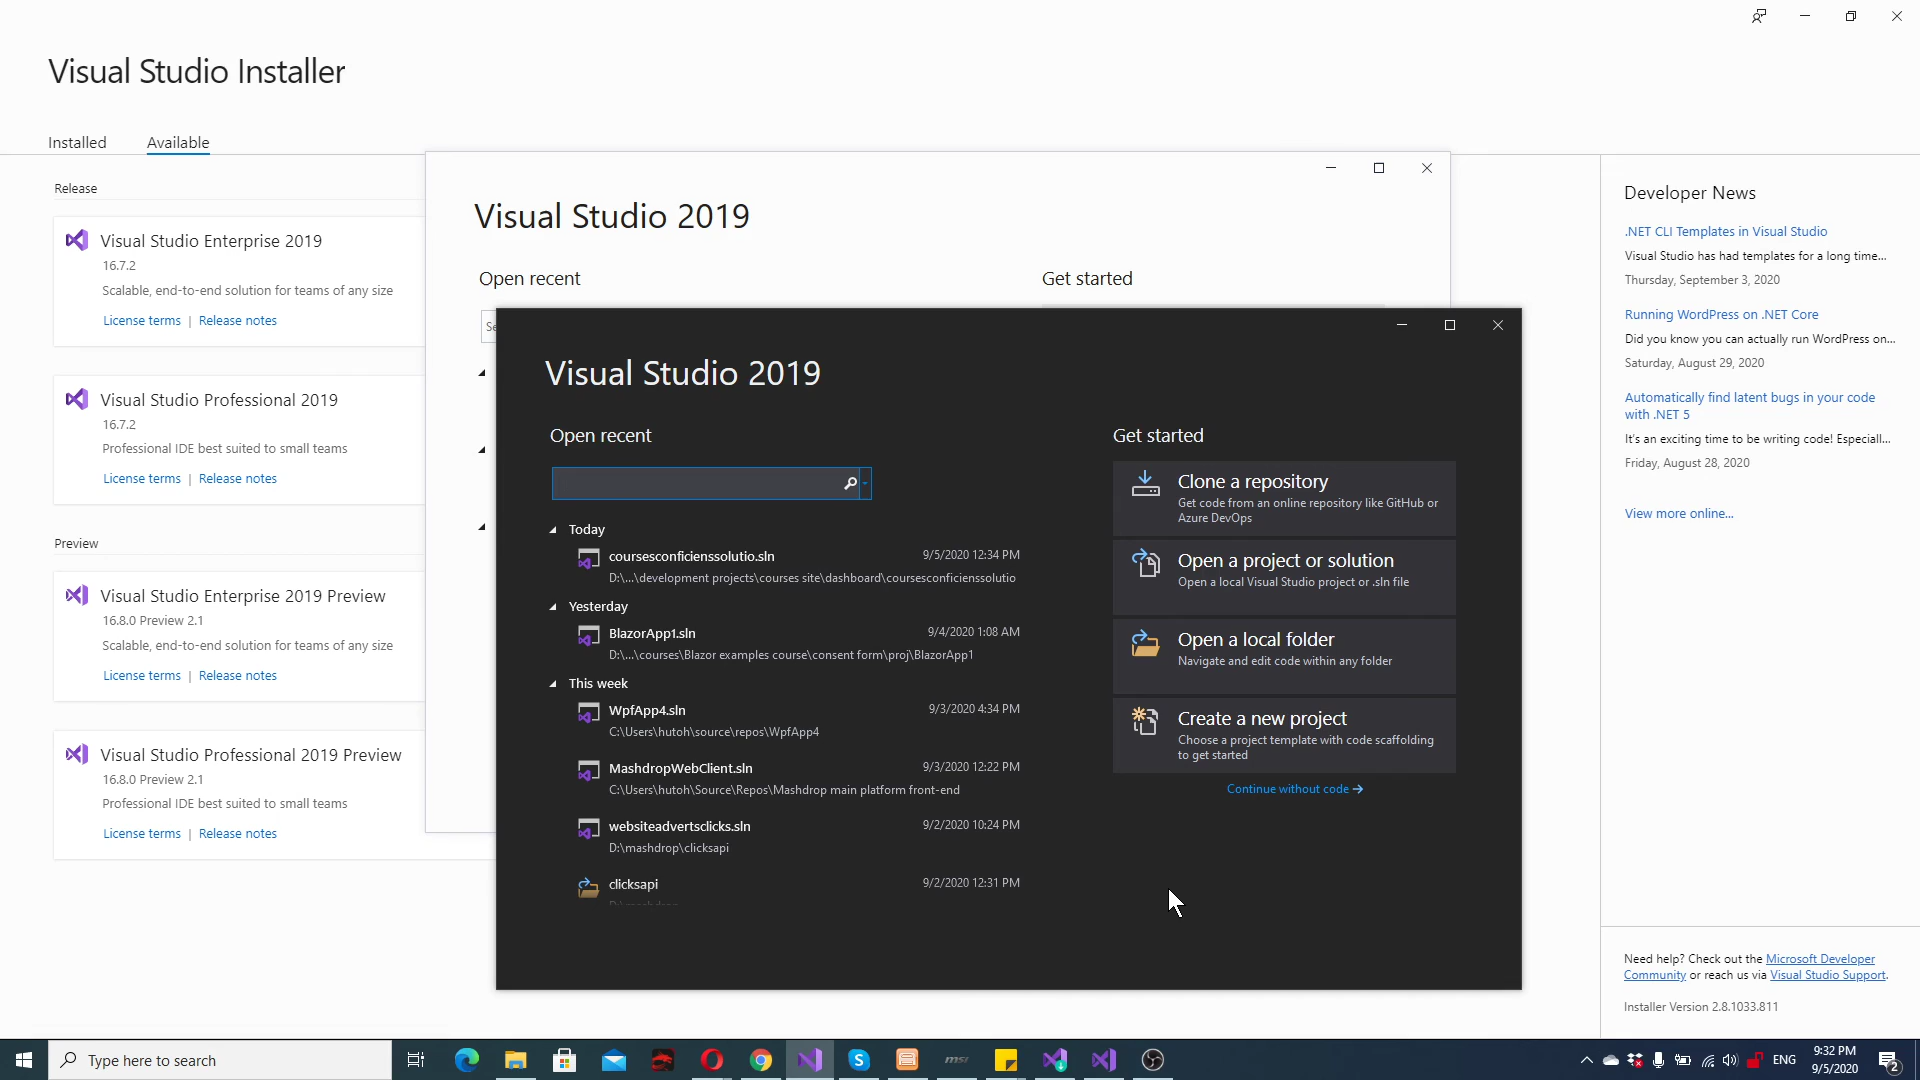 Visual Studio Installer
Installed
Available
Release
Visual Studio Enterprise 2019
16.7.2
Scalable, end-to-end solution for teams of any size
License terms | Release notes
Visual Studio Professional 2019
16.7.2
Professional IDE best suited to small teams
License terms | Release notes
Preview
Visual Studio Enterprise 2019 Preview
16.8.0 Preview 2.1
Scalable, end-to-end solution for teams of any size
License terms | Release notes
Visual Studio Professional 2019 Preview
16.8.0 Preview 2.1
Professional IDE best suited to small teams
License terms | Release notes
Visual Studio 2019
Open recent
Get started
Visual Studio 2019
Open recent
Today
coursesconficienssolutio.sln
9/5/2020 12:34 PM
D:\...\development projects\courses site\dashboard\coursesconficienssolutio
Yesterday
BlazorApp1.sln
9/4/2020 1:08 AM
D:\...\courses\Blazor examples course\consent form\proj\BlazorApp1
This week
WpfApp4.sln
9/3/2020 4:34 PM
C:\Users\hutoh\source\repos\WpfApp4
MashdropWebClient.sln
9/3/2020 12:22 PM
C:\Users\hutoh\Source\Repos\Mashdrop main platform front-end
websiteadvertsclicks.sln
9/2/2020 10:24 PM
D:\mashdrop\clicksapi
clicksapi
9/2/2020 12:31 PM
Get started
Clone a repository
Get code from an online repository like GitHub or
Azure DevOps
Open a project or solution
Open a local Visual Studio project or .sln file
Open a local folder
Navigate and edit code within any folder
Create a new project
Choose a project template with code scaffolding
to get started
Continue without code →
Developer News
.NET CLI Templates in Visual Studio
Visual Studio has had templates for a long time...
Thursday, September 3, 2020
Running WordPress on .NET Core
Did you know you can actually run WordPress on...
Saturday, August 29, 2020
Automatically find latent bugs in your code
with .NET 5
It's an exciting time to be writing code! Especiall...
Friday, August 28, 2020
View more online...
Need help? Check out the Microsoft Developer
Community or reach us via Visual Studio Support.
Installer Version 2.8.1033.811
Type here to search
msi
ENG
9:32 PM
9/5/2020
2